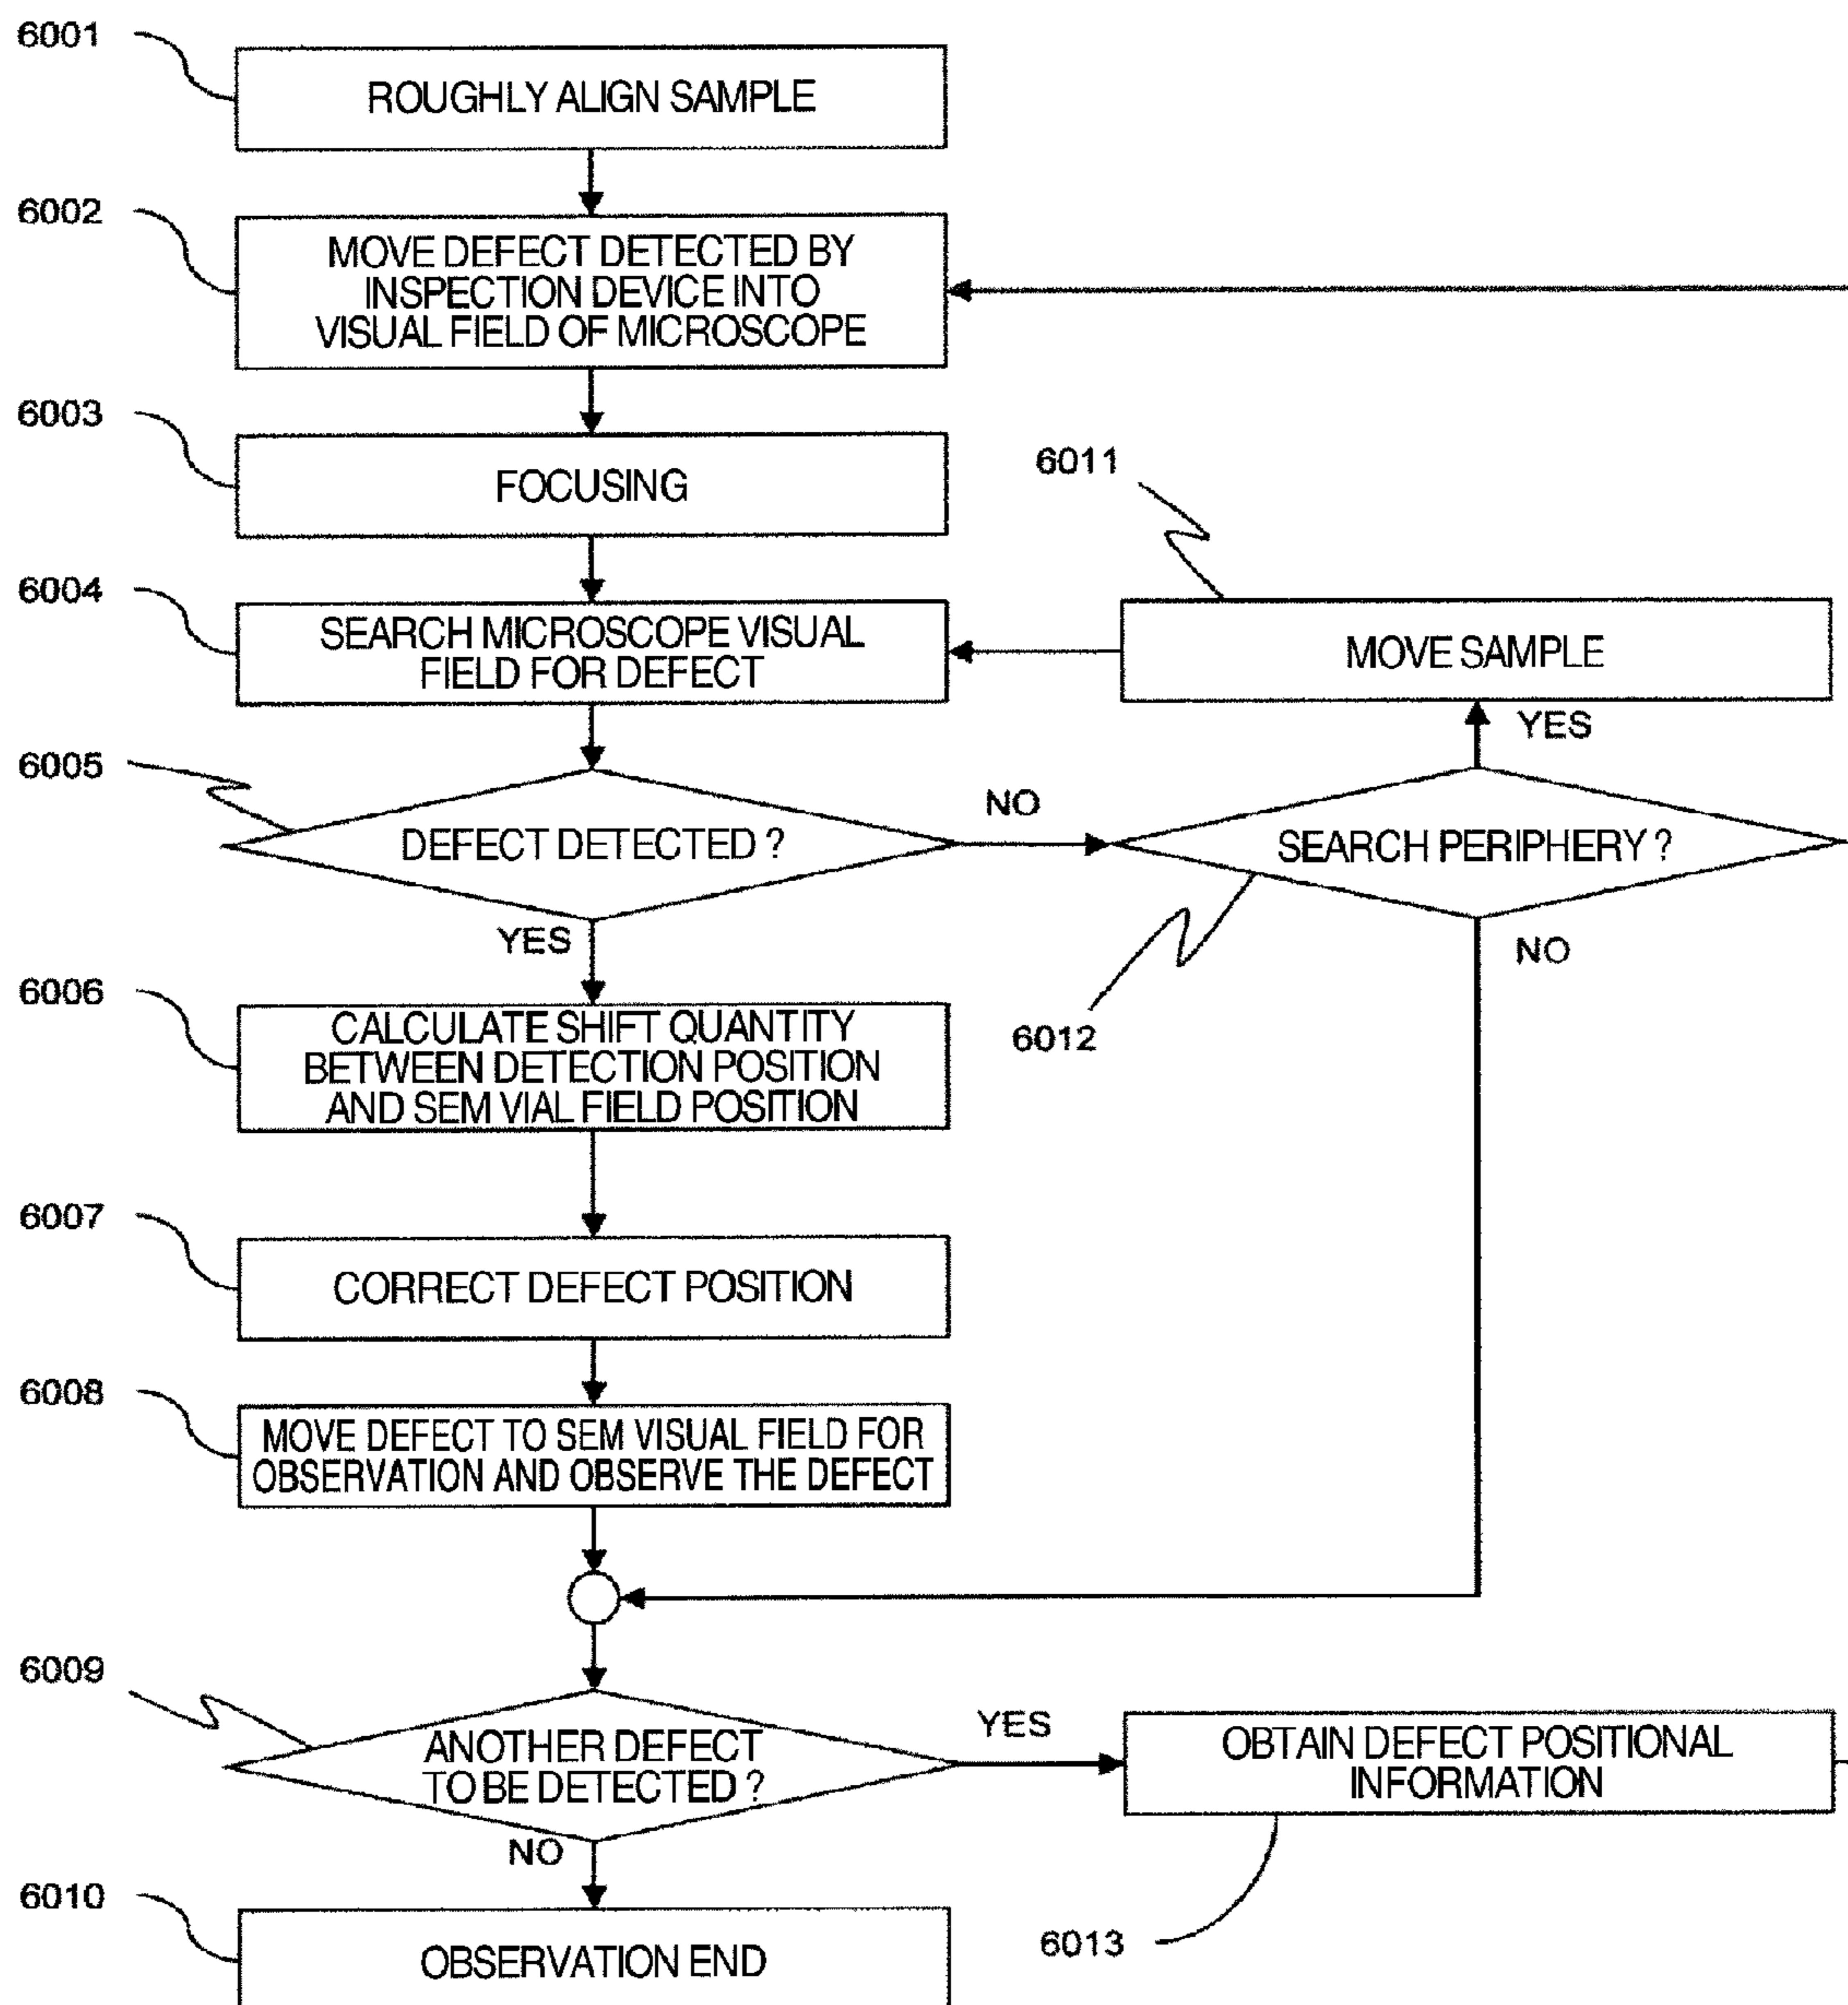 6001
ROUGHLY ALIGN SAMPLE
6002
MOVE DEFECT DETECTED BY
INSPECTION DEVICE INTO
VISUAL FIELD OF MICROSCOPE
6003
FOCUSING
6011
6004
SEARCH MICROSCOPE VISUAL
FIELD FOR DEFECT
MOVE SAMPLE
YES
6005
DEFECT DETECTED ?
NO
SEARCH PERIPHERY ?
YES
NO
6012
6006
CALCULATE SHIFT QUANTITY
BETWEEN DETECTION POSITION
AND SEM VIAL FIELD POSITION
6007
CORRECT DEFECT POSITION
6008
MOVE DEFECT TO SEM VISUAL FIELD FOR
OBSERVATION AND OBSERVE THE DEFECT
6009
ANOTHER DEFECT
TO BE DETECTED ?
YES
OBTAIN DEFECT POSITIONAL
INFORMATION
NO
6013
6010
OBSERVATION END